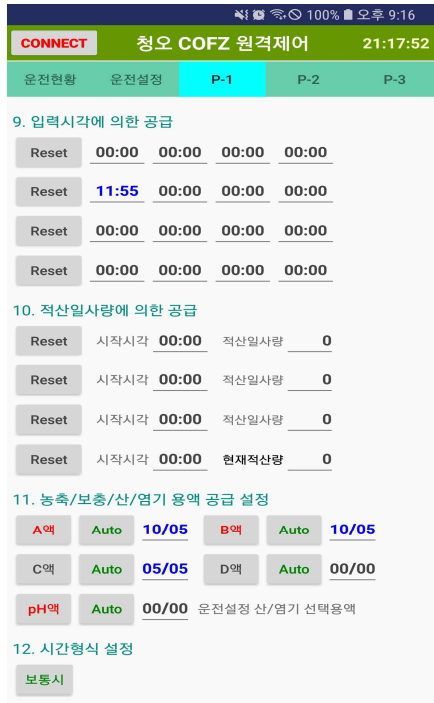 100% 오후 9:16
CONNECT 청오 COFZ 원격제어 21:17:52
운전현황 운전설정 P-1 P-2 P-3
9. 입력시각에 의한 공급
Reset 00:00 00:00 00:00 00:00
Reset 11:55 00:00 00:00 00:00
Reset 00:00 00:00 00:00 00:00
Reset 00:00 00:00 00:00 00:00
10. 적산일사량에 의한 공급
Reset 시작시각 00:00 적산일사량 0
Reset 시작시각 00:00 적산일사량 0
Reset 시작시각 00:00 적산일사량 0
Reset 시작시각 00:00 현재적산량 0
11. 농축/보충/산/염기 용액 공급 설정
A액 Auto 10/05 B액 Auto 10/05
C액 Auto 05/05 D액 Auto 00/00
pH액 Auto 00/00 운전설정 산/염기 선택용액
12. 시간형식 설정
보통시